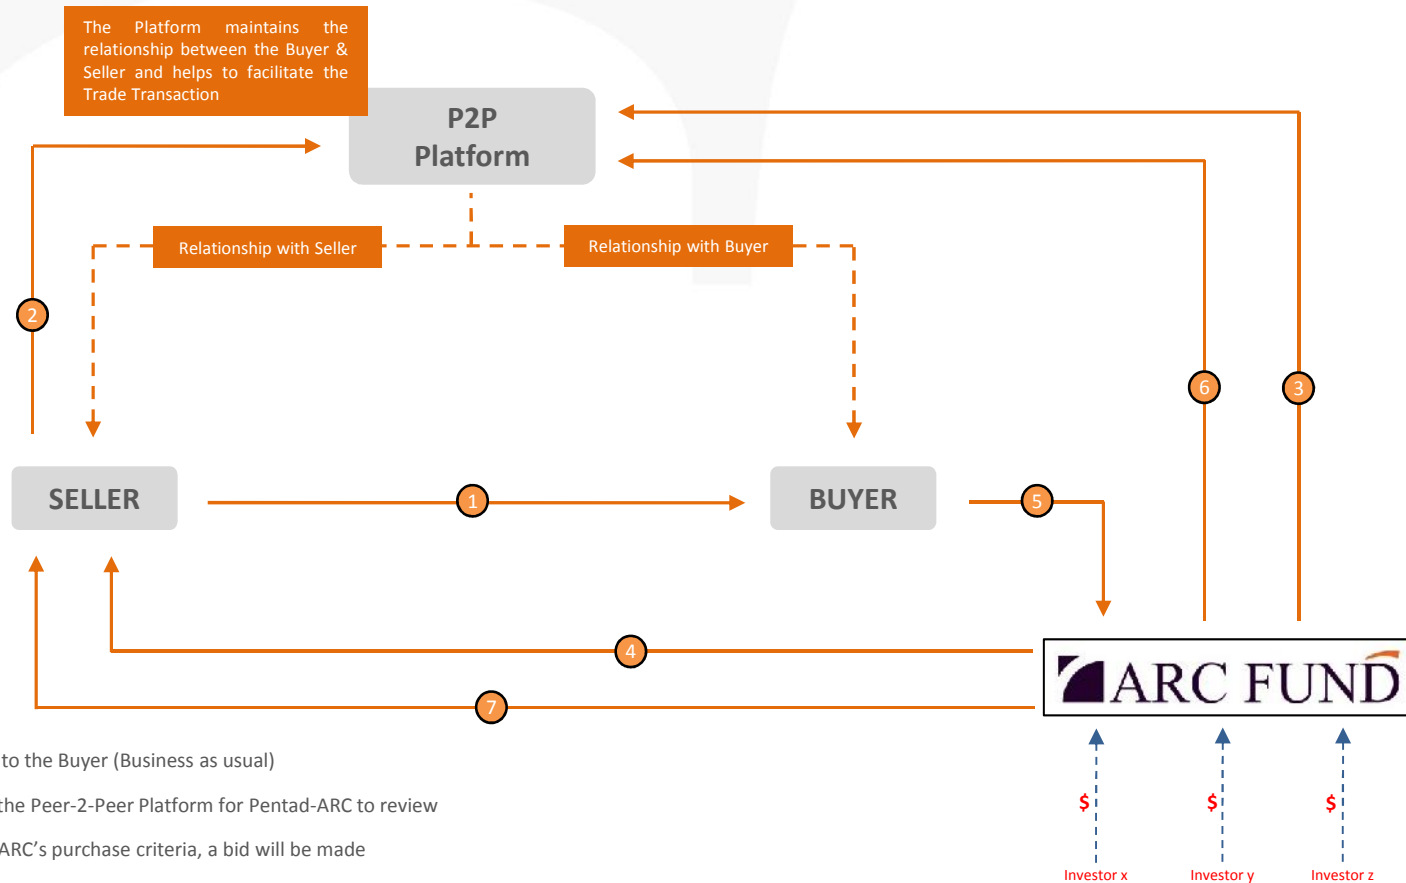 The Platform maintains the
relationship between the Buyer &
Seller and helps to facilitate the
Trade Transaction
P2P
Platform
Relationship with Seller
Relationship with Buyer
2
6
3
SELLER
1
BUYER
5
4
7
ARC FUND
to the Buyer (Business as usual)
the Peer-2-Peer Platform for Pentad-ARC to review
ARC’s purchase criteria, a bid will be made
$
$
$
Investor x
Investor y
Investor z